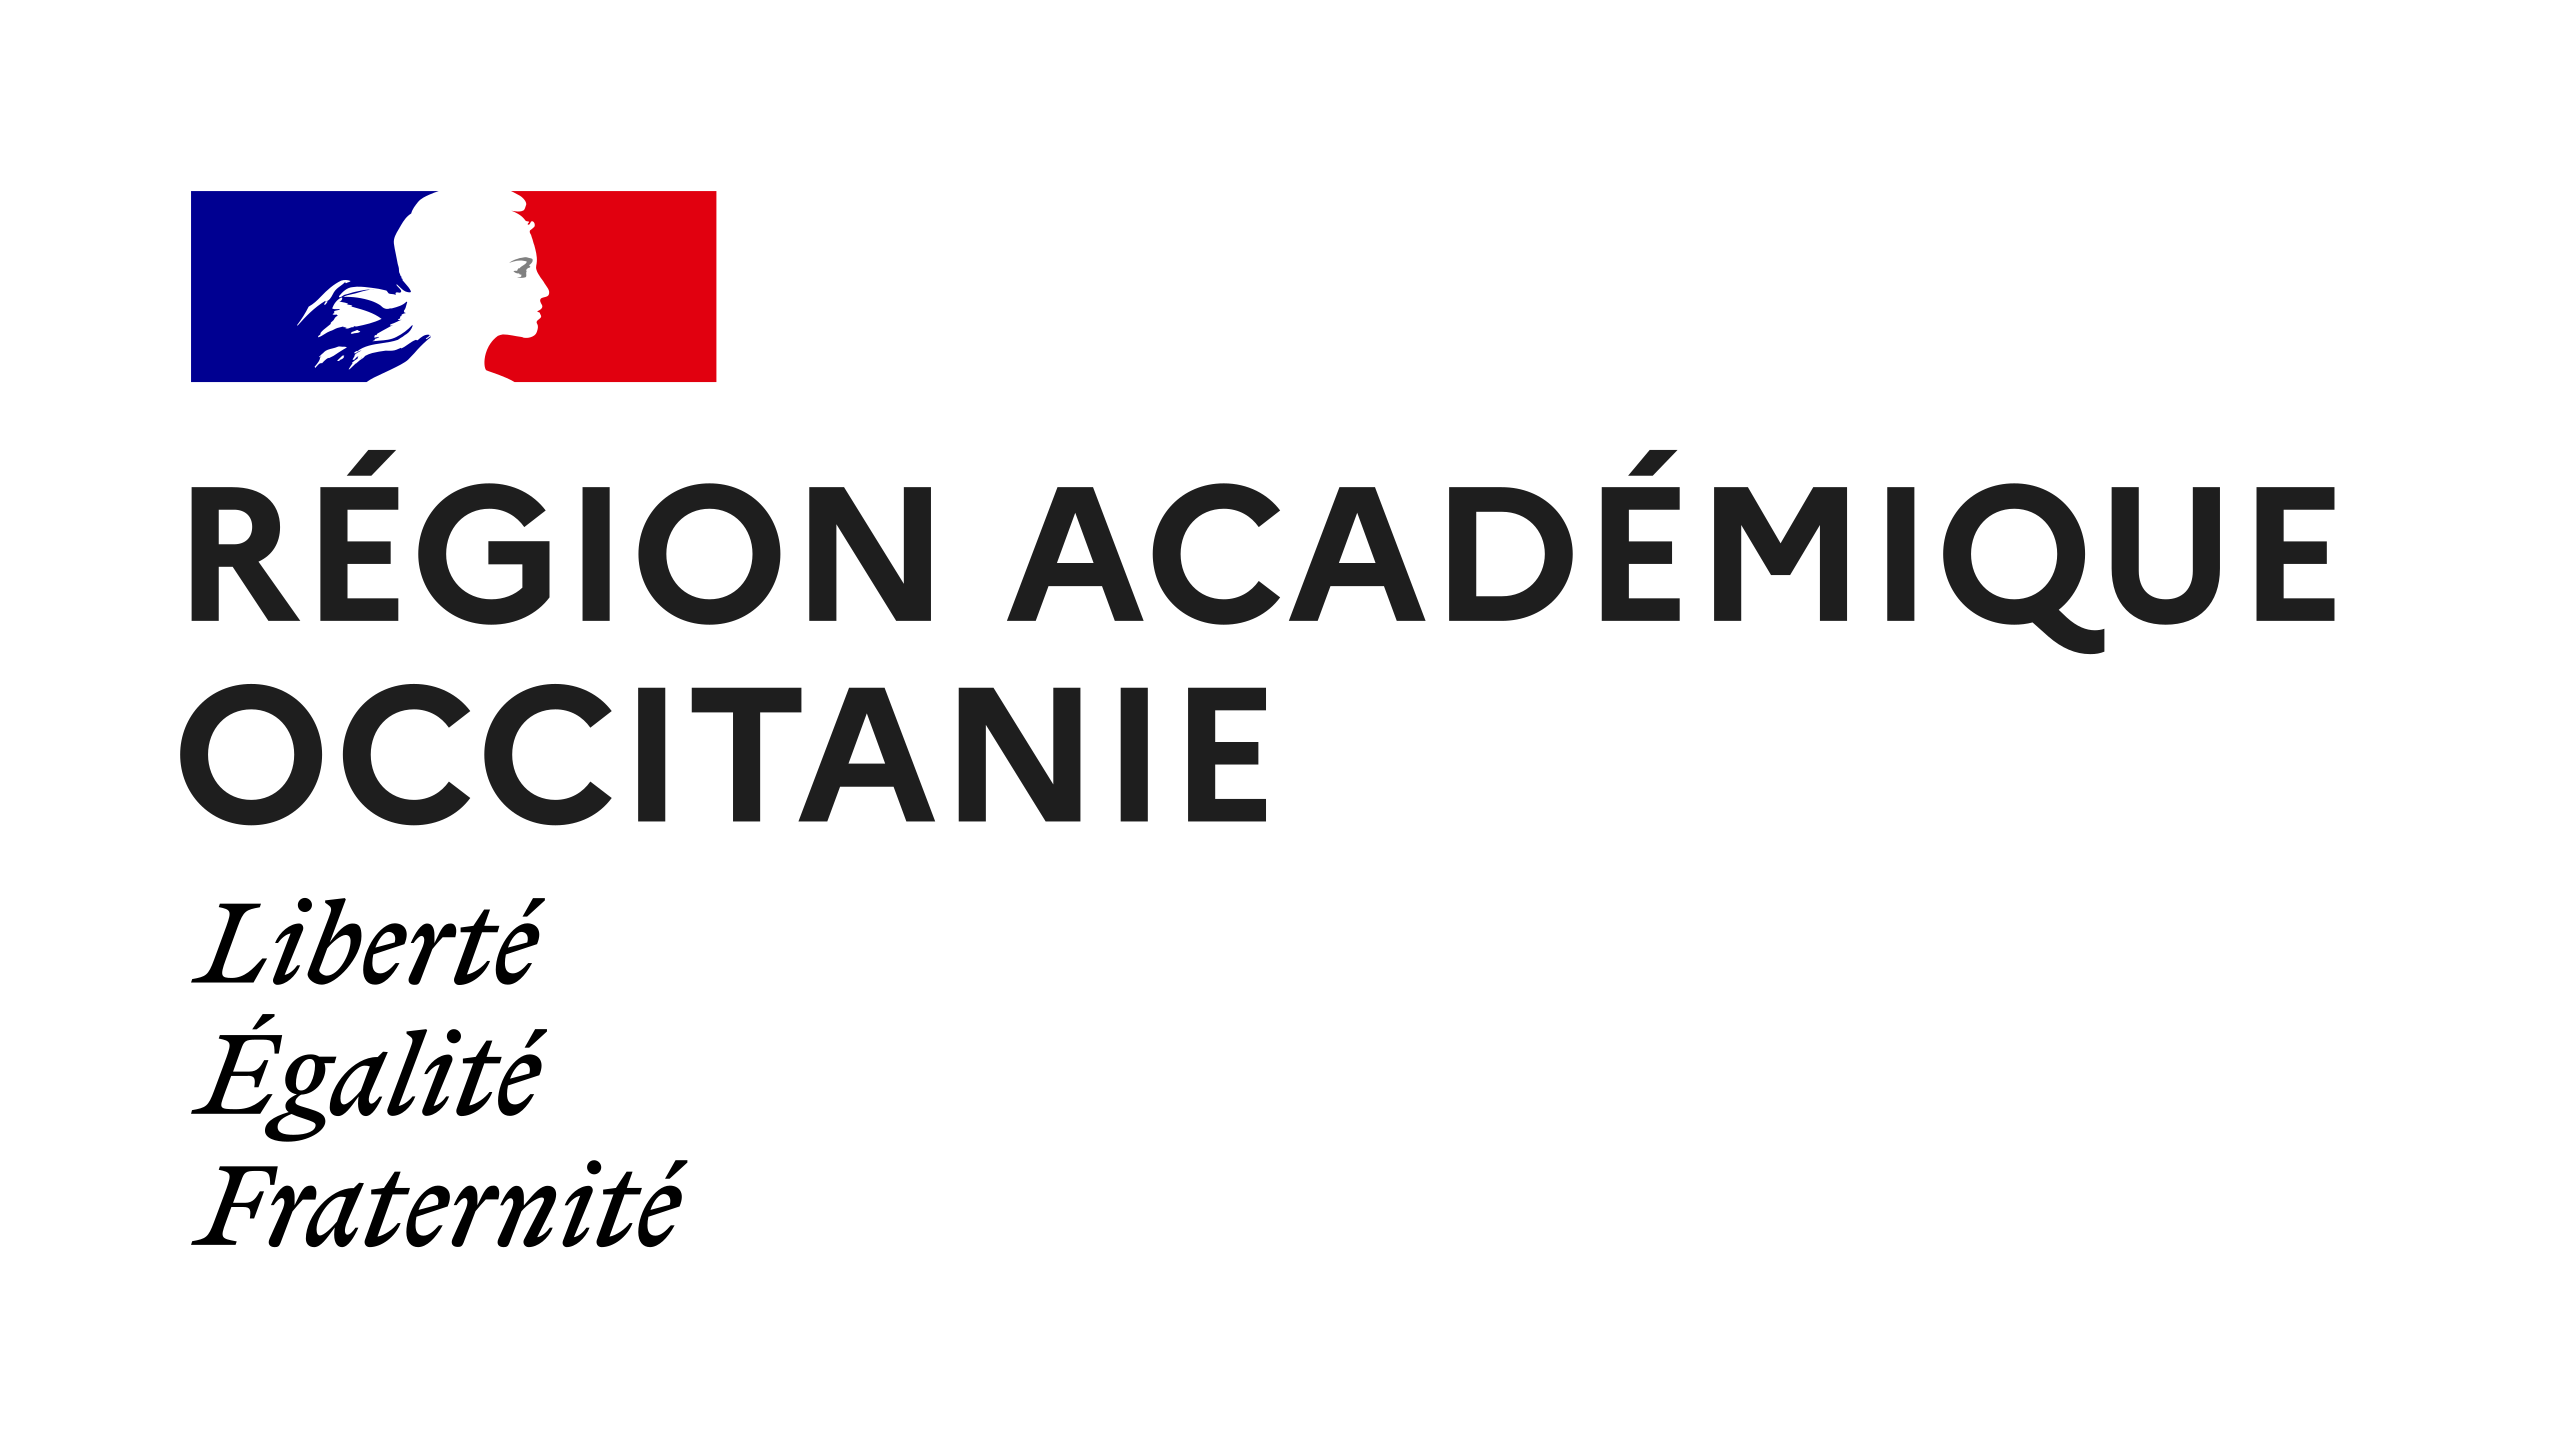 RÉGION ACADÉMIQUE
OCCITANIE
Liberté
Égalité
Fraternité